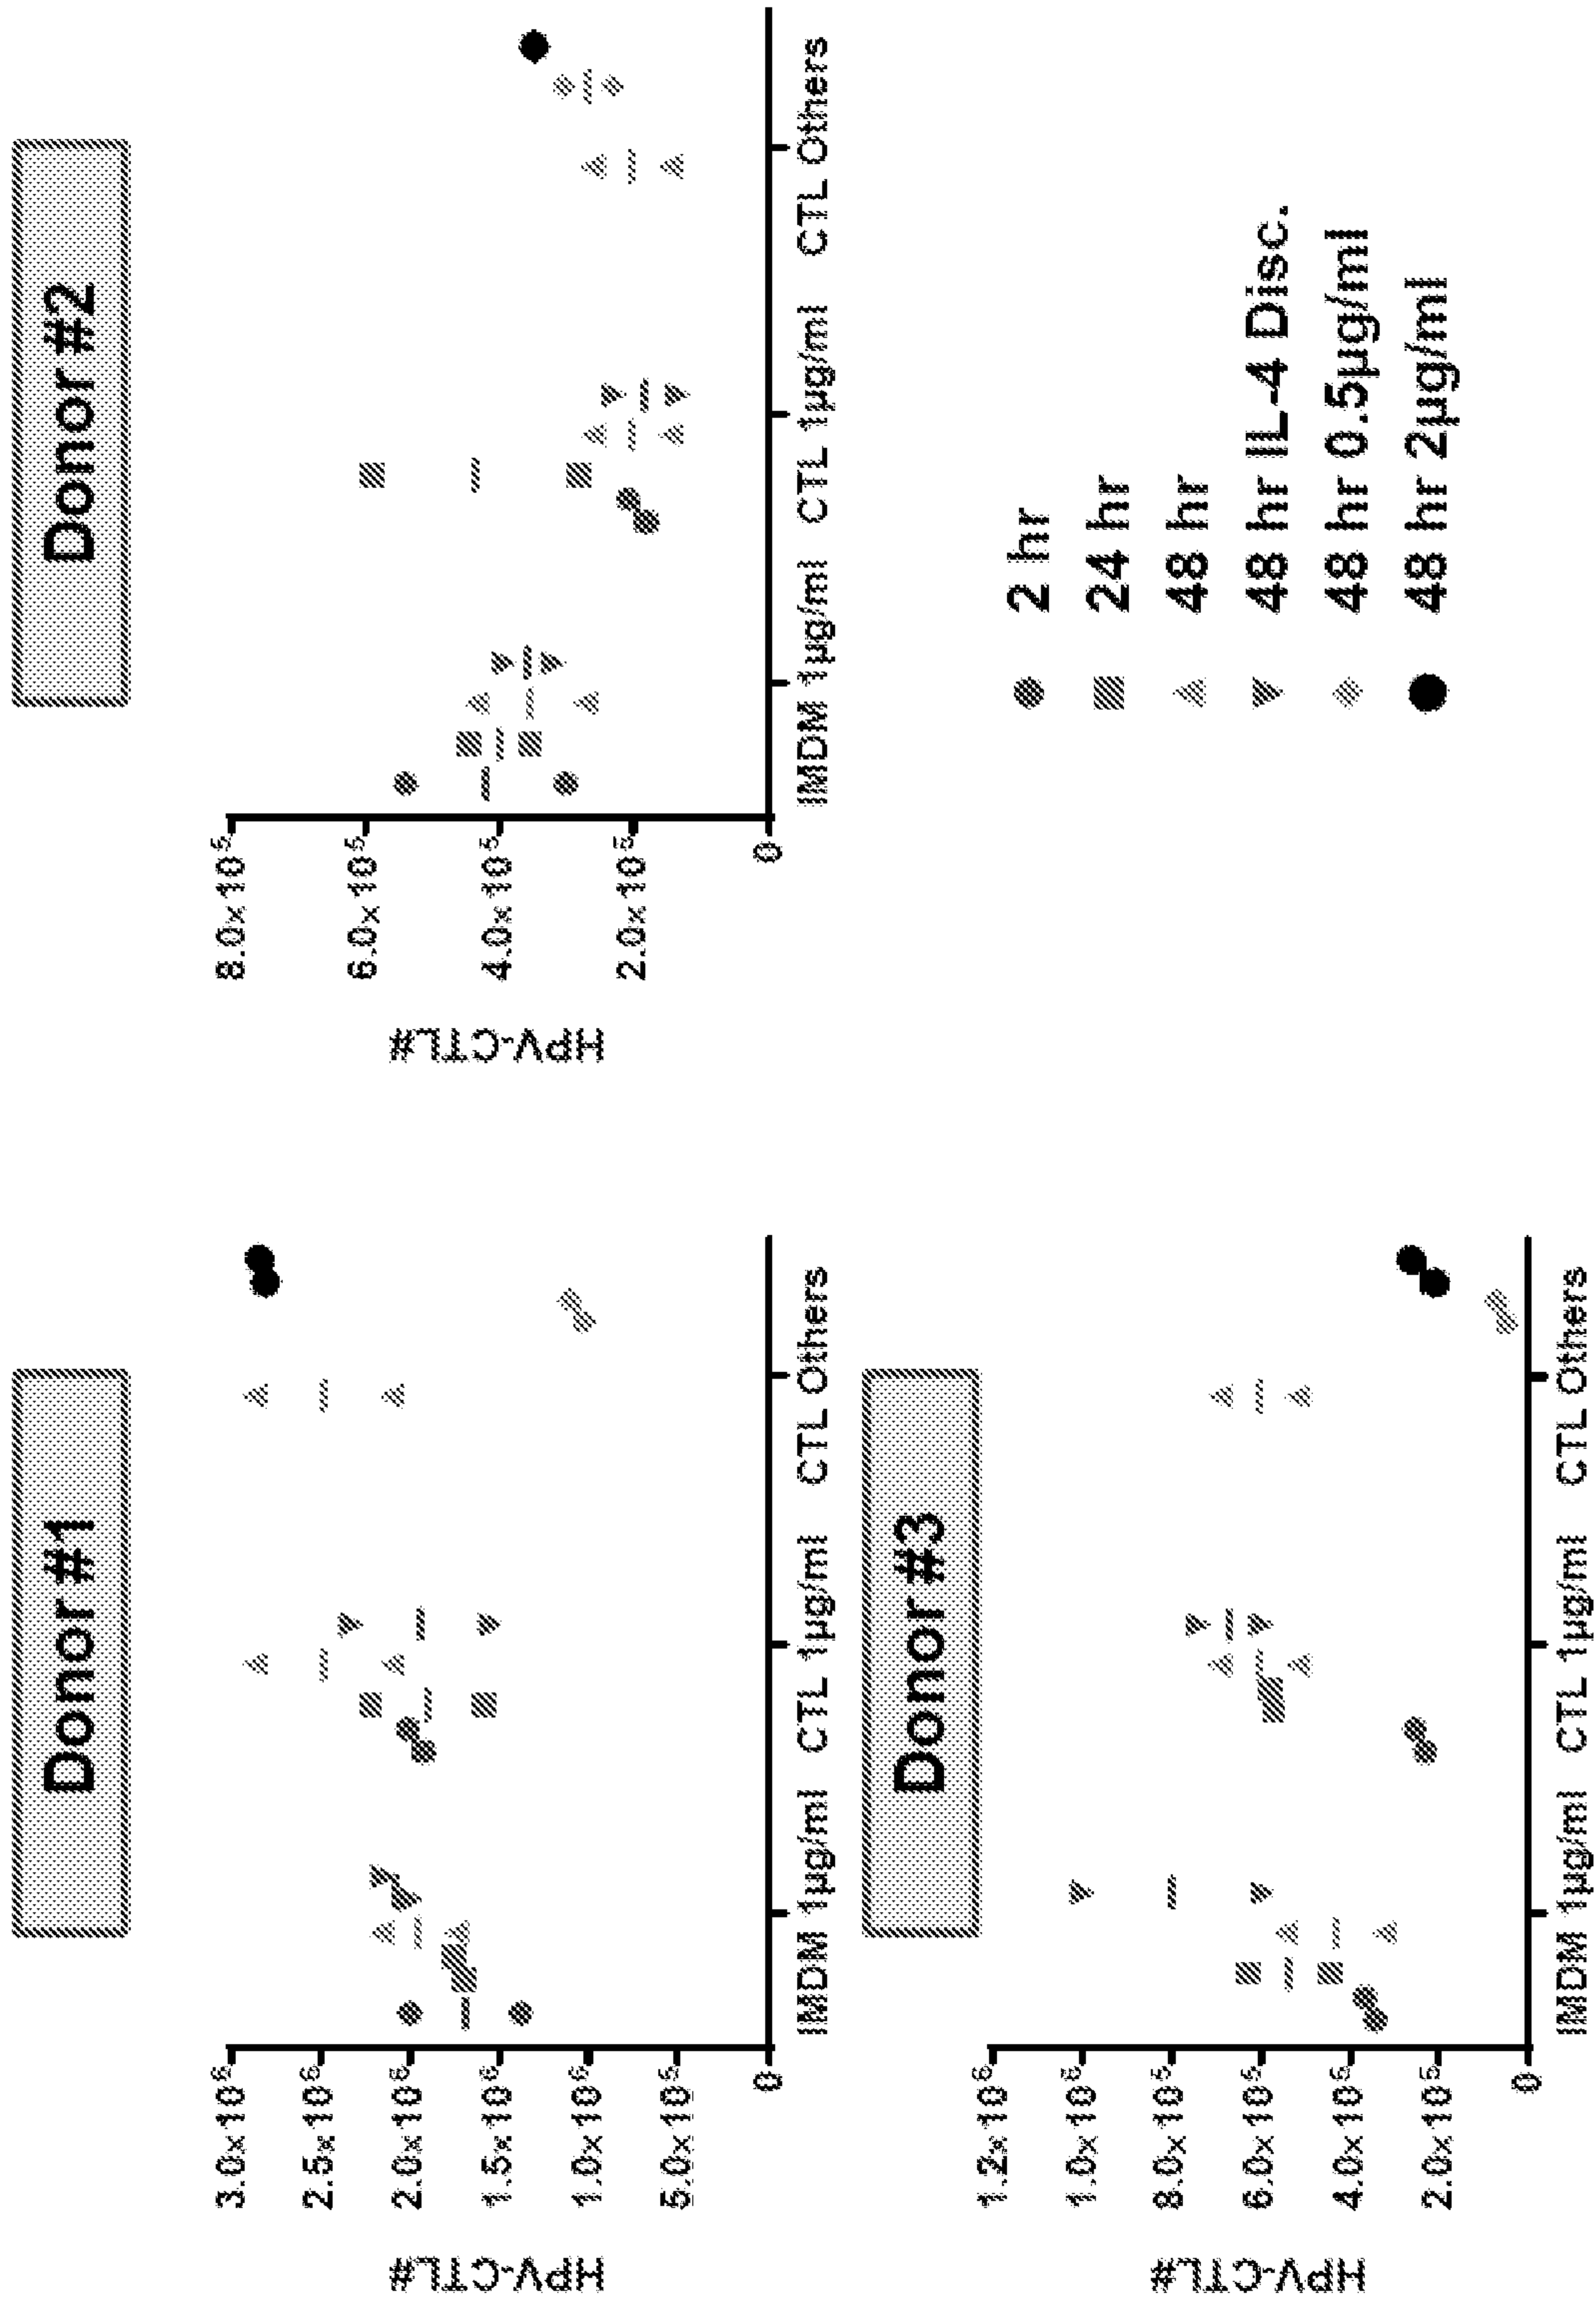 Donor #1
HPV-CTL#
3.0×10⁶
2.5×10⁶
2.0×10⁶
1.5×10⁶
1.0×10⁶
5.0×10⁵
0
IMDM 1µg/ml CTL 1µg/ml CTL Others
Donor #2
HPV-CTL#
8.0×10⁵
6.0×10⁵
4.0×10⁵
2.0×10⁵
0
IMDM 1µg/ml CTL 1µg/ml CTL Others
Donor #3
HPV-CTL#
1.2×10⁶
1.0×10⁶
8.0×10⁵
6.0×10⁵
4.0×10⁵
2.0×10⁵
0
IMDM 1µg/ml CTL 1µg/ml CTL Others
2 hr
24 hr
48 hr
48 hr IL-4 Disc.
48 hr 0.5µg/ml
48 hr 2µg/ml